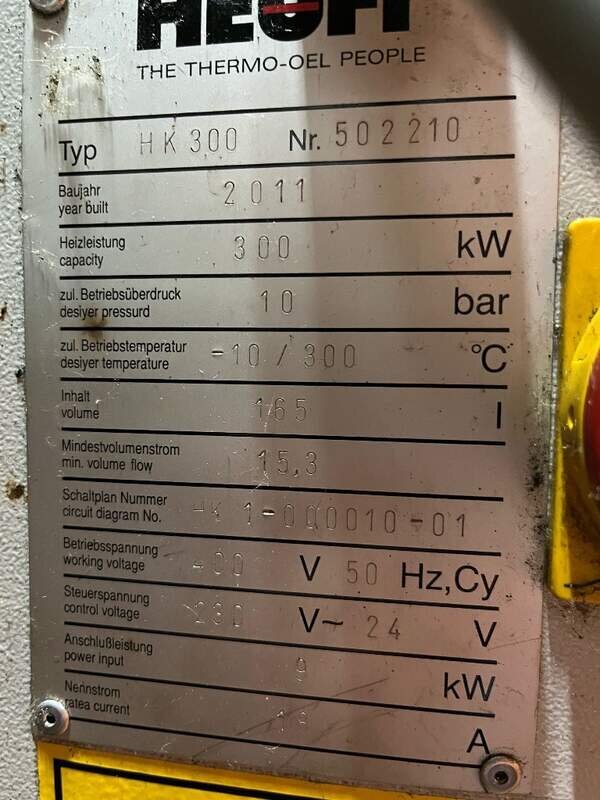 THE THERMO-OEL PEOPLE
Typ HK 300 Nr. 502210
Baujahr
year built 2011
Heizleistung
capacity 300 kW
zul. Betriebsüberdruck
desiyer pressurd 10 bar
zul. Betriebstemperatur
desiyer temperature -10/300 °C
Inhalt
volume 165 l
Mindestvolumenstrom
min. volume flow 15,3
Schaltplan Nummer
circuit diagram No. HK 1-000010-01
Betriebsspannung
working voltage 400 V 50 Hz,Cy
Steuerspannung
control voltage 230 V~ 24 V
Anschlußleistung
power input 9 kW
Nennstrom
ratea current A